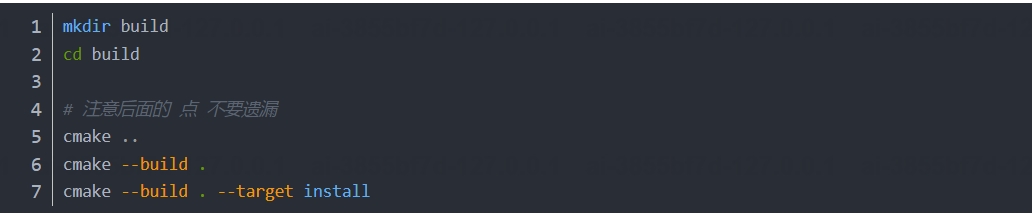 1 mkdir build
2 cd build
3
4 # 注意后面的 点 不要遗漏
5 cmake ..
6 cmake --build .
7 cmake --build . --target install